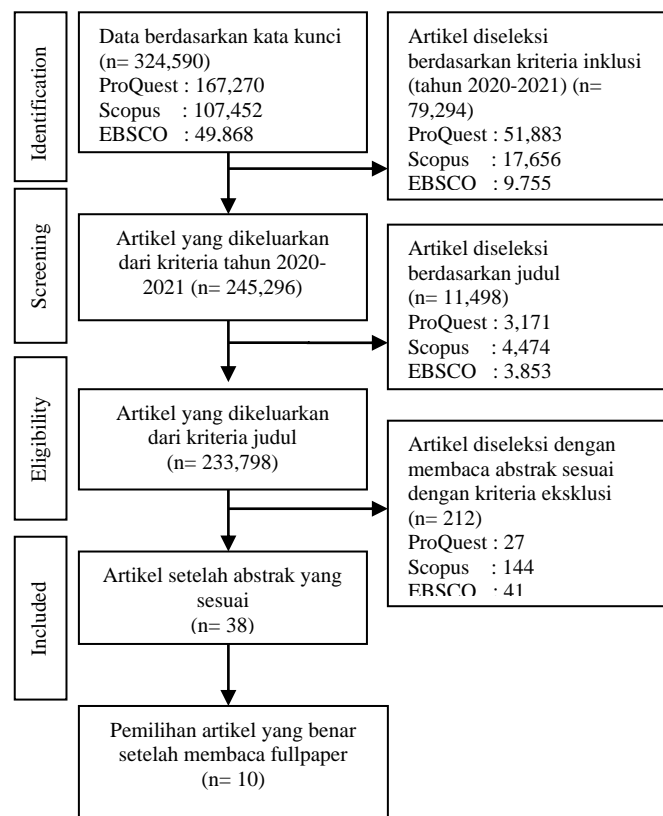 Identification
Data berdasarkan kata kunci
(n= 324,590)
ProQuest : 167,270
Scopus : 107,452
EBSCO : 49,868
Artikel diseleksi
berdasarkan kriteria inklusi
(tahun 2020-2021) (n=
79,294)
ProQuest : 51,883
Scopus : 17,656
EBSCO : 9,755
Screening
Artikel yang dikeluarkan
dari kriteria tahun 2020-
2021 (n= 245,296)
Artikel diseleksi
berdasarkan judul
(n= 11,498)
ProQuest : 3,171
Scopus : 4,474
EBSCO : 3,853
Eligibility
Artikel yang dikeluarkan
dari kriteria judul
(n= 233,798)
Artikel diseleksi dengan
membaca abstrak sesuai
dengan kriteria eksklusi
(n= 212)
ProQuest : 27
Scopus : 144
EBSCO : 41
Included
Artikel setelah abstrak yang
sesuai
(n= 38)
Pemilihan artikel yang benar
setelah membaca fullpaper
(n= 10)